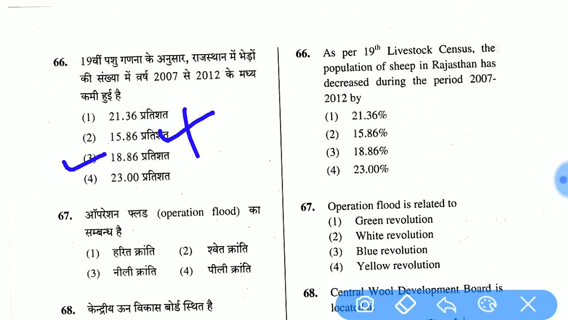 66. 19वीं पशु गणना के अनुसार, राजस्थान में भेड़ों
की संख्या में वर्ष 2007 से 2012 के मध्य
कमी हुई है
(1) 21.36 प्रतिशत
(2) 15.86 प्रतिशत
(3) 18.86 प्रतिशत
(4) 23.00 प्रतिशत
67. ऑपरेशन फ्लड (operation flood) का
सम्बन्ध है
(1) हरित क्रांति (2) श्वेत क्रांति
(3) नीली क्रांति (4) पीली क्रांति
68. केन्द्रीय ऊन विकास बोर्ड स्थित है
66. As per 19th Livestock Census, the
population of sheep in Rajasthan has
decreased during the period 2007-
2012 by
(1) 21.36%
(2) 15.86%
(3) 18.86%
(4) 23.00%
67. Operation flood is related to
(1) Green revolution
(2) White revolution
(3) Blue revolution
(4) Yellow revolution
68. Central Wool Development Board is